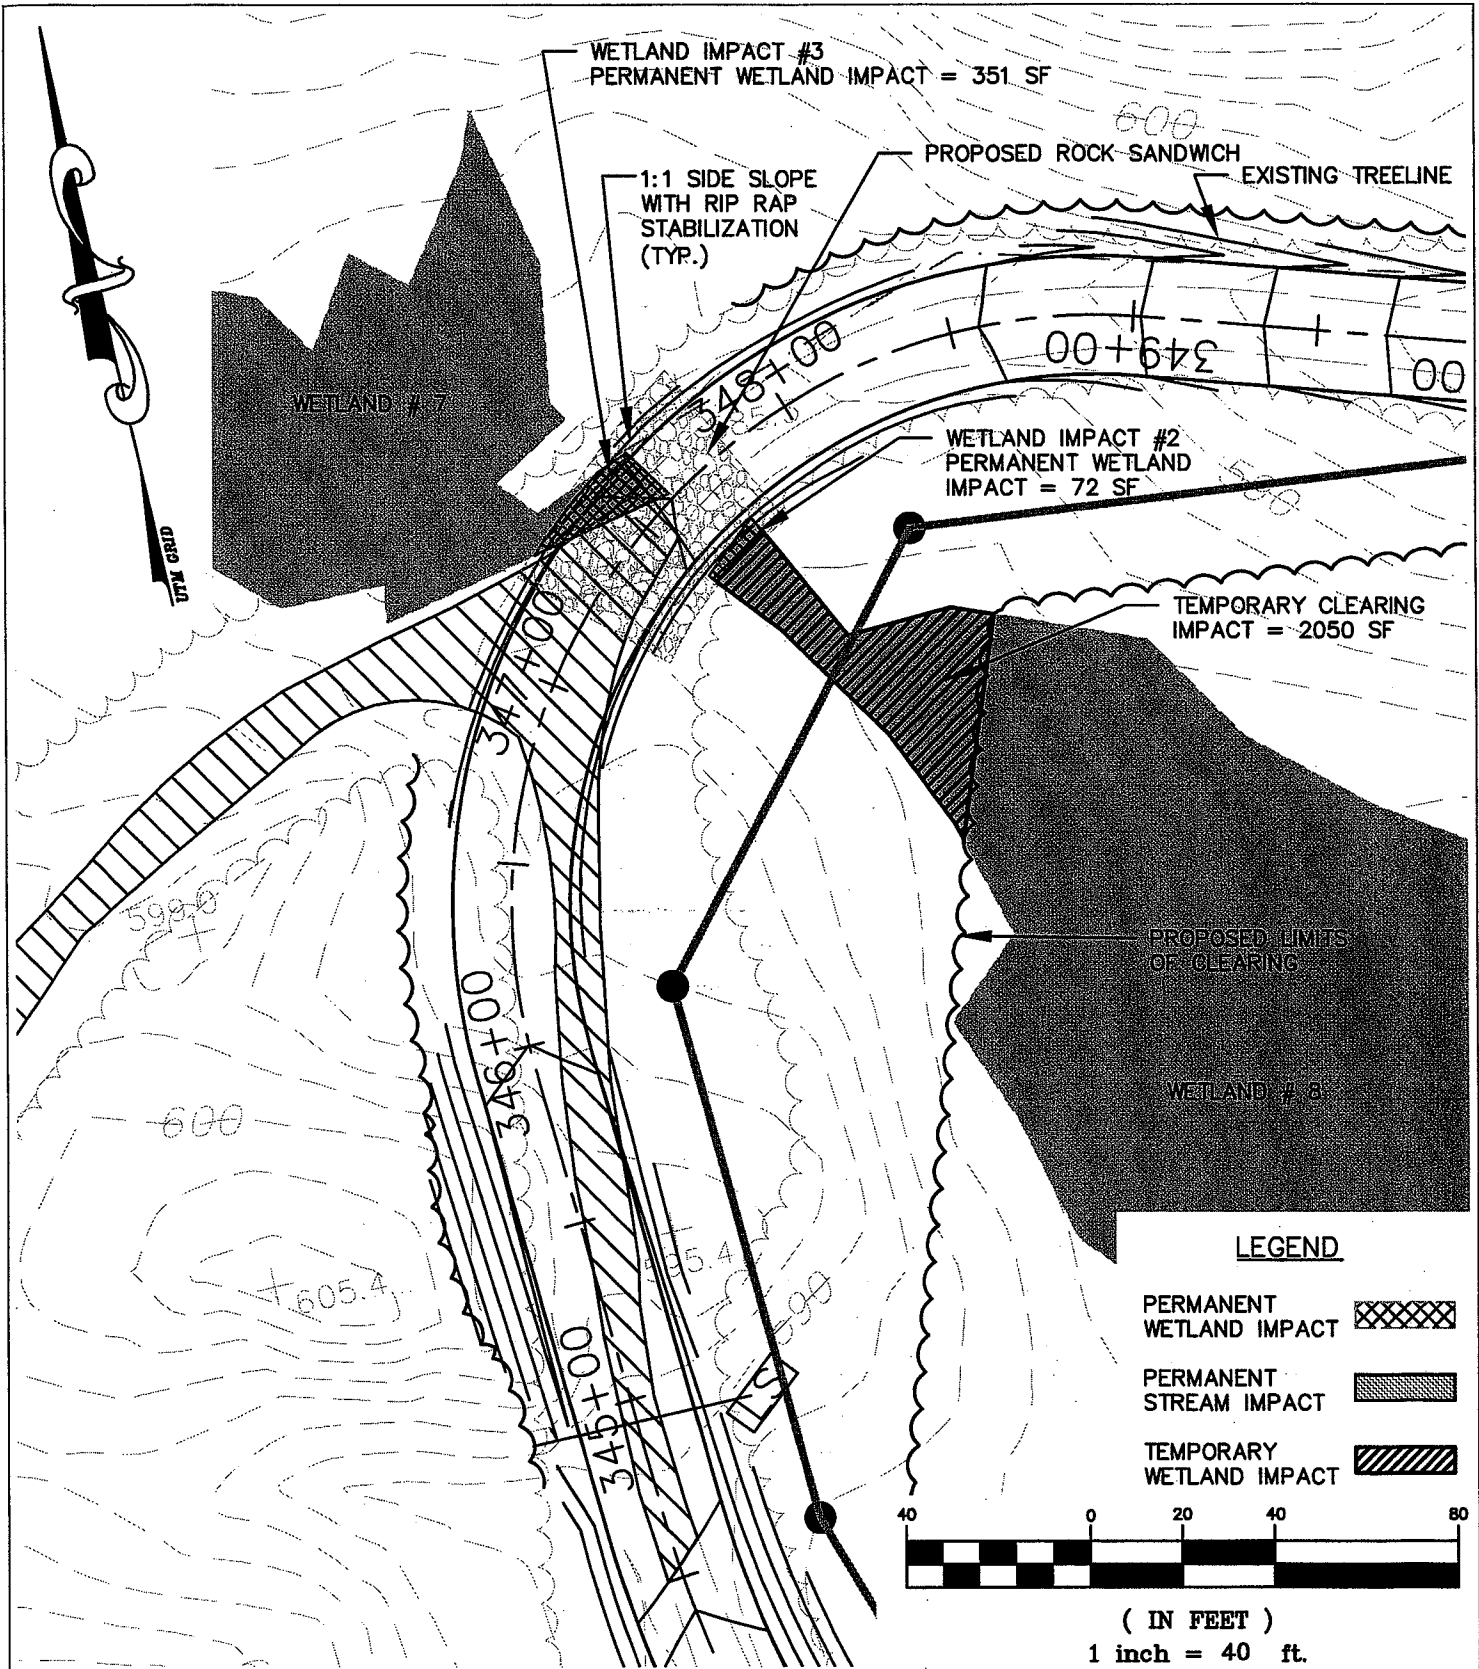 WETLAND IMPACT #3
PERMANENT WETLAND IMPACT = 351 SF
600
PROPOSED ROCK SANDWICH
EXISTING TREELINE
1:1 SIDE SLOPE
WITH RIP RAP
STABILIZATION
(TYP.)
348+00
349+00
00
WETLAND # 7
WETLAND IMPACT #2
PERMANENT WETLAND
IMPACT = 72 SF
UTM GRID
TEMPORARY CLEARING
IMPACT = 2050 SF
347+00
PROPOSED LIMITS
OF CLEARING
346+00
600
WETLAND # 8
605.4
345+00
LS
LEGEND
PERMANENT
WETLAND IMPACT
PERMANENT
STREAM IMPACT
TEMPORARY
WETLAND IMPACT
40 0 20 40 80
( IN FEET )
1 inch = 40 ft.